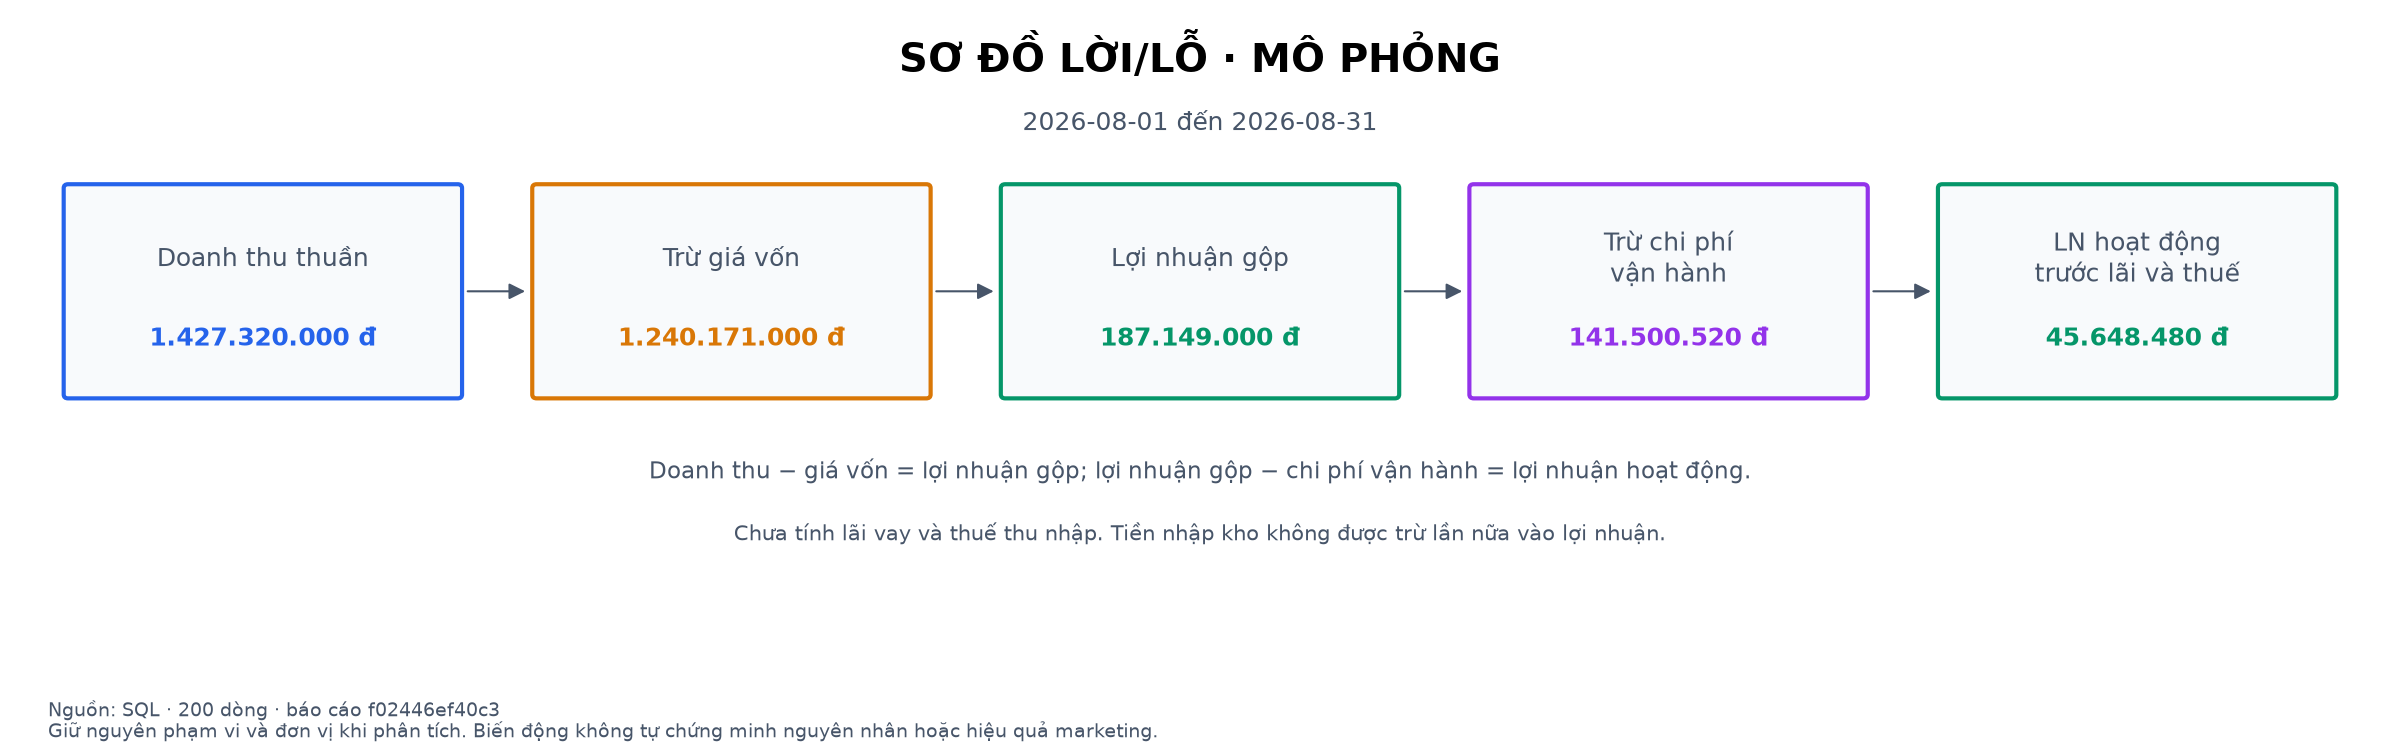 SƠ ĐỒ LỜI/LỖ · MÔ PHỎNG
2026-08-01 đến 2026-08-31
Doanh thu thuần
1.427.320.000 đ
Trừ giá vốn
1.240.171.000 đ
Lợi nhuận gộp
187.149.000 đ
Trừ chi phí
vận hành
141.500.520 đ
LN hoạt động
trước lãi và thuế
45.648.480 đ
Doanh thu − giá vốn = lợi nhuận gộp; lợi nhuận gộp − chi phí vận hành = lợi nhuận hoạt động.
Chưa tính lãi vay và thuế thu nhập. Tiền nhập kho không được trừ lần nữa vào lợi nhuận.
Nguồn: SQL · 200 dòng · báo cáo f02446ef40c3
Giữ nguyên phạm vi và đơn vị khi phân tích. Biến động không tự chứng minh nguyên nhân hoặc hiệu quả marketing.